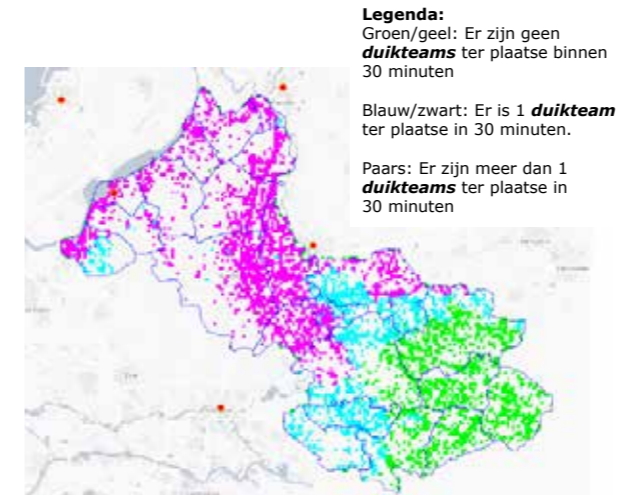 Legenda:
Groen/geel: Er zijn geen
duikteams ter plaatse binnen
30 minuten
Blauw/zwart: Er is 1 duikteam
ter plaatse in 30 minuten.
Paars: Er zijn meer dan 1
duikteams ter plaatse in
30 minuten